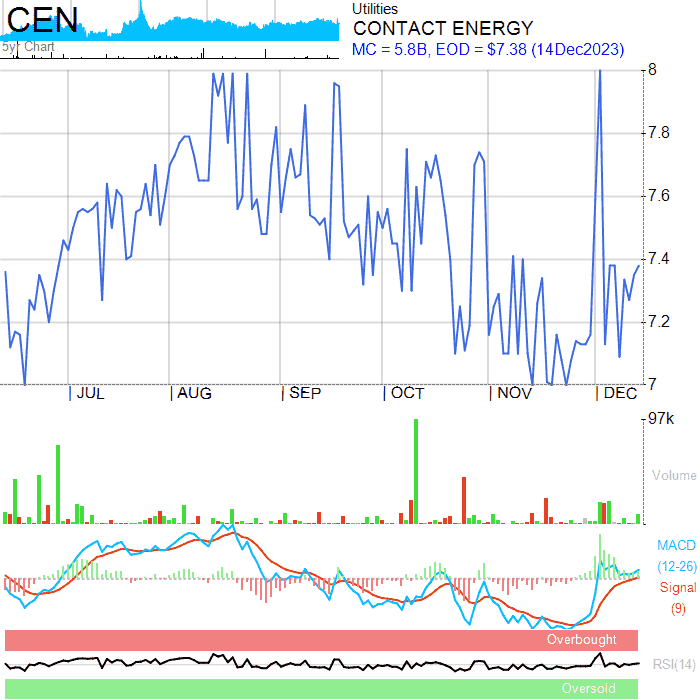 CEN
5yr Chart
Utilities
CONTACT ENERGY
MC = 5.8B, EOD = $7.38 (14Dec2023)
8
7.8
7.6
7.4
7.2
7
JUL AUG SEP OCT NOV DEC
97k
Volume
MACD
(12-26)
Signal
(9)
Overbought
RSI(14)
Oversold